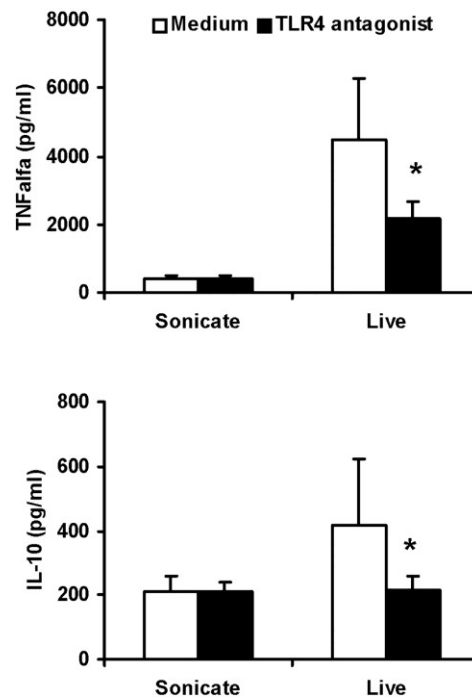 Medium TLR4 antagonist
TNFalfa (pg/ml)
8000
6000
4000
2000
0
*
Sonicate Live
IL-10 (pg/ml)
800
600
400
200
0
*
Sonicate Live